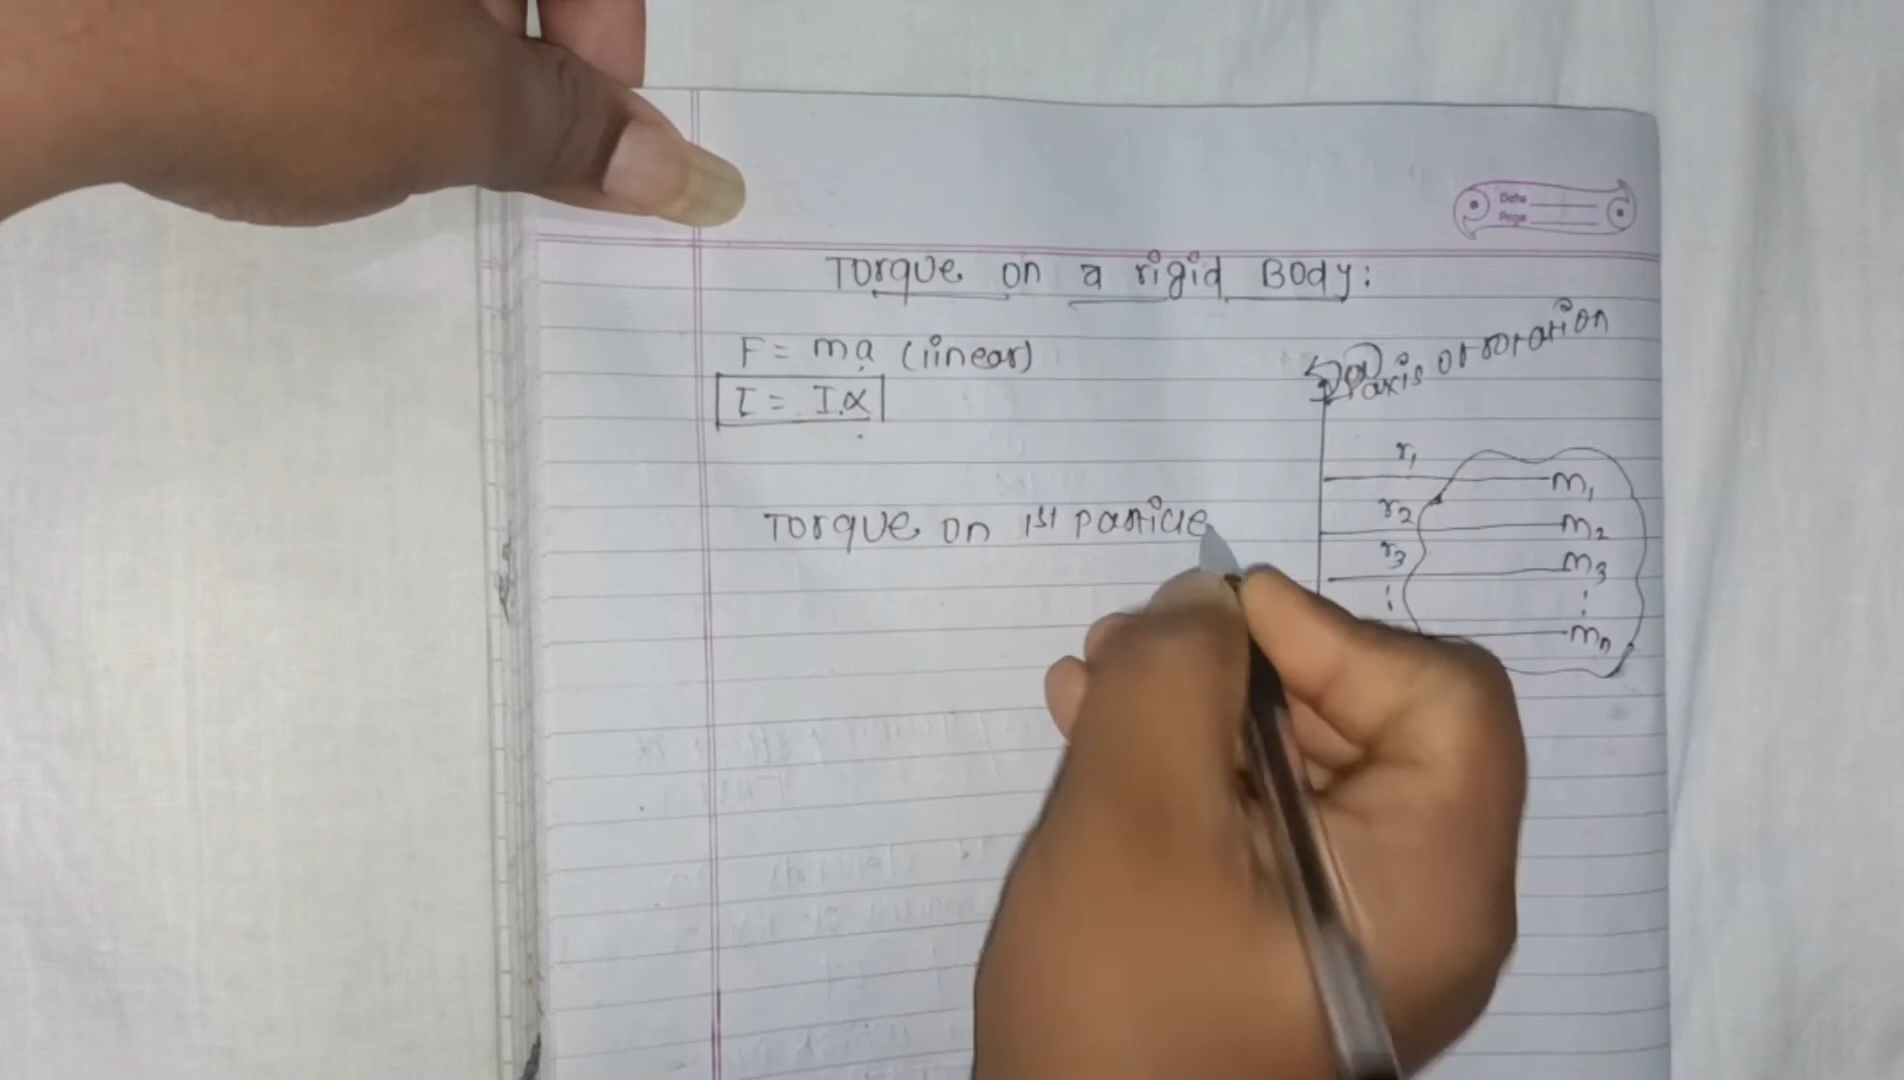 Date
Page
Torque on a rigid Body:
F = ma (linear)
τ = I.α
axis of rotation
r₁ m₁
r₂ m₂
r₃ m₃
⋮ ⋮
mₙ
Torque on 1st particle